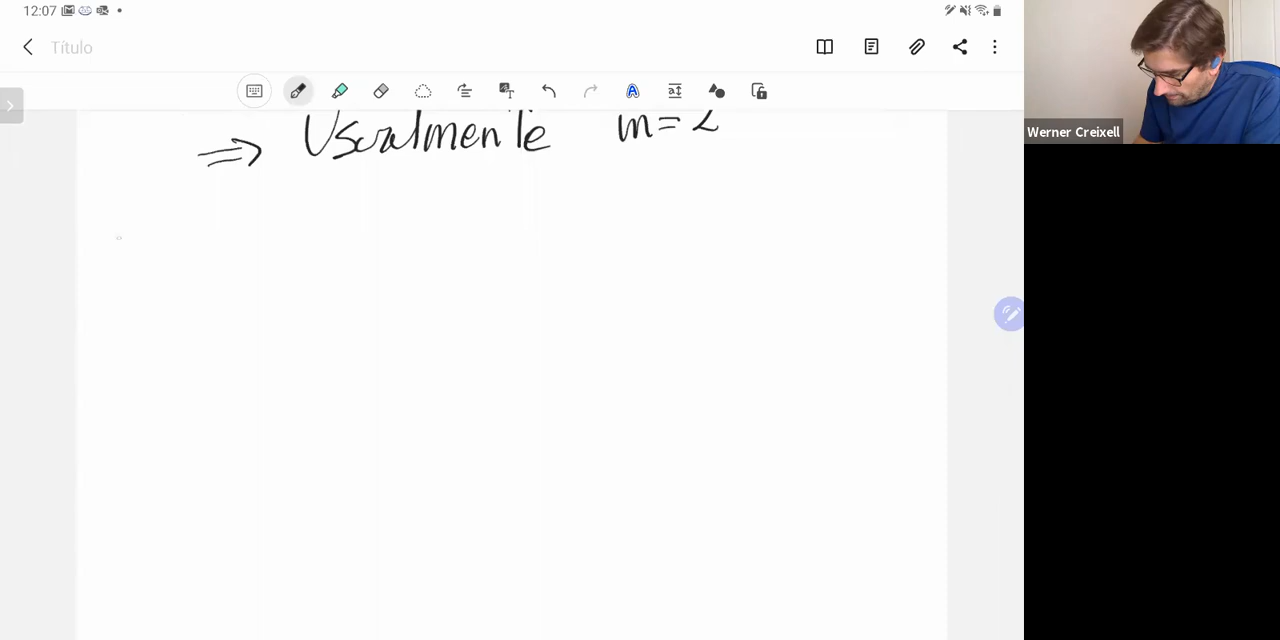 12:07
Título
⇒ Usualmente m = 2
Werner Creixell